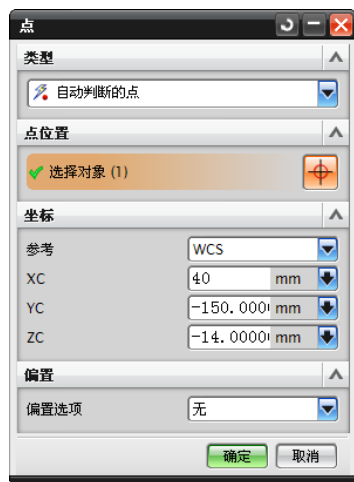 点
类型
自动判断的点
点位置
选择对象 (1)
坐标
参考 WCS
XC 40 mm
YC -150.000 mm
ZC -14.0000 mm
偏置
偏置选项 无
确定 取消